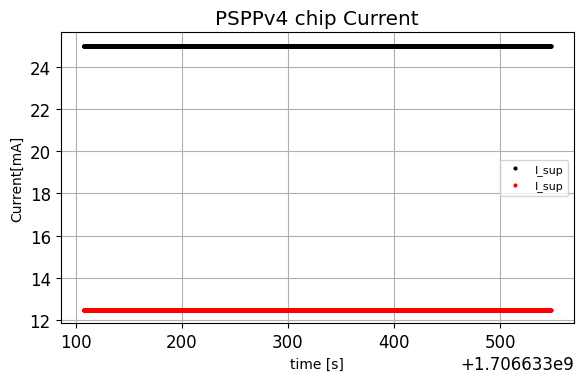 PSPPv4 chip Current
Current[mA]
24
22
20
18
16
14
12
I_sup
I_sup
100 200 300 400 500
time [s]
+1.706633e9